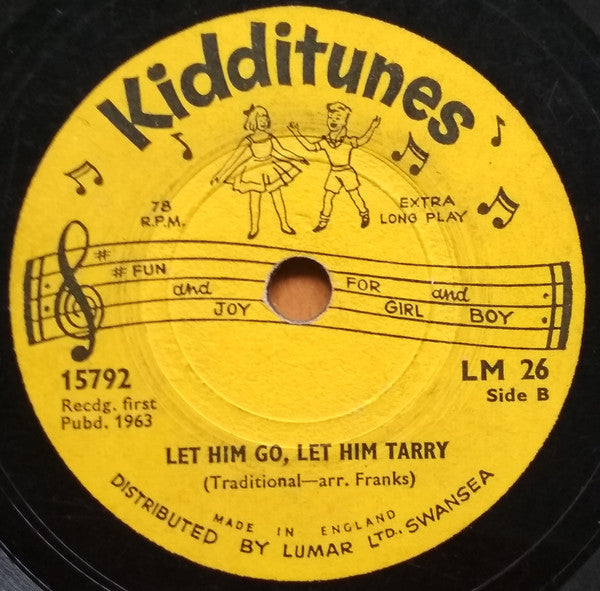 Kidditunes
78
R.P.M.
EXTRA
LONG PLAY
FUN and JOY FOR GIRL and BOY
15792
Recdg. first
Pubd. 1963
LM 26
Side B
LET HIM GO, LET HIM TARRY
(Traditional—arr. Franks)
MADE IN ENGLAND
DISTRIBUTED BY LUMAR LTD., SWANSEA